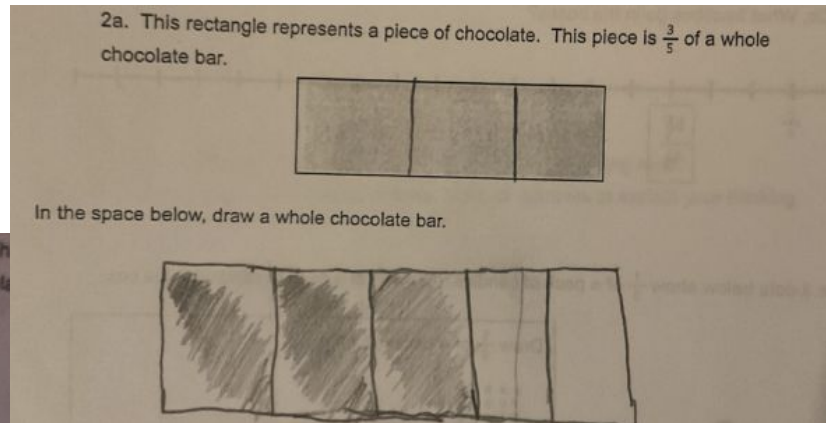 2a. This rectangle represents a piece of chocolate. This piece is 3/5 of a whole
chocolate bar.
In the space below, draw a whole chocolate bar.